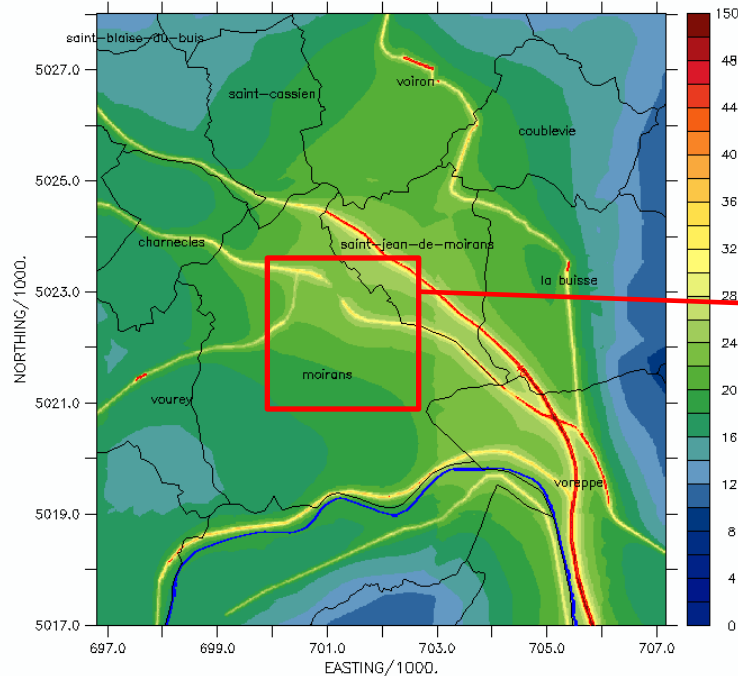 saint-blaise-du-buis
5027.0
voiron
saint-cassien
coublevie
5025.0
charnecles
saint-jean-de-moirans
la buisse
5023.0
NORTHING/1000.
moirans
vourey
5021.0
voreppe
5019.0
5017.0
697.0 699.0 701.0 703.0 705.0 707.0
EASTING/1000.
150
48
44
40
36
32
28
24
20
16
12
8
4
0